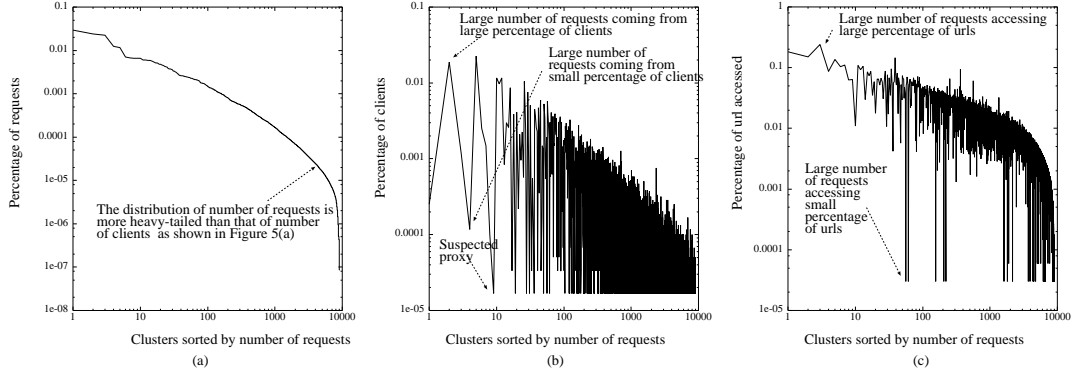 0.1
0.01
0.001
0.0001
1e-05
1e-06
1e-07
1e-08
Percentage of requests
The distribution of number of requests is
more heavy-tailed than that of number
of clients as shown in Figure 5(a)
1 10 100 1000 10000
Clusters sorted by number of requests
(a)
0.1
0.01
0.001
0.0001
1e-05
Percentage of clients
Large number of requests coming from
large percentage of clients
Large number of
requests coming from
small percentage of clients
Suspected
proxy
1 10 100 1000 10000
Clusters sorted by number of requests
(b)
1
0.1
0.01
0.001
0.0001
1e-05
Percentage of url accessed
Large number of requests accessing
large percentage of urls
Large number
of requests
accessing
small
percentage
of urls
1 10 100 1000 10000
Clusters sorted by number of requests
(c)